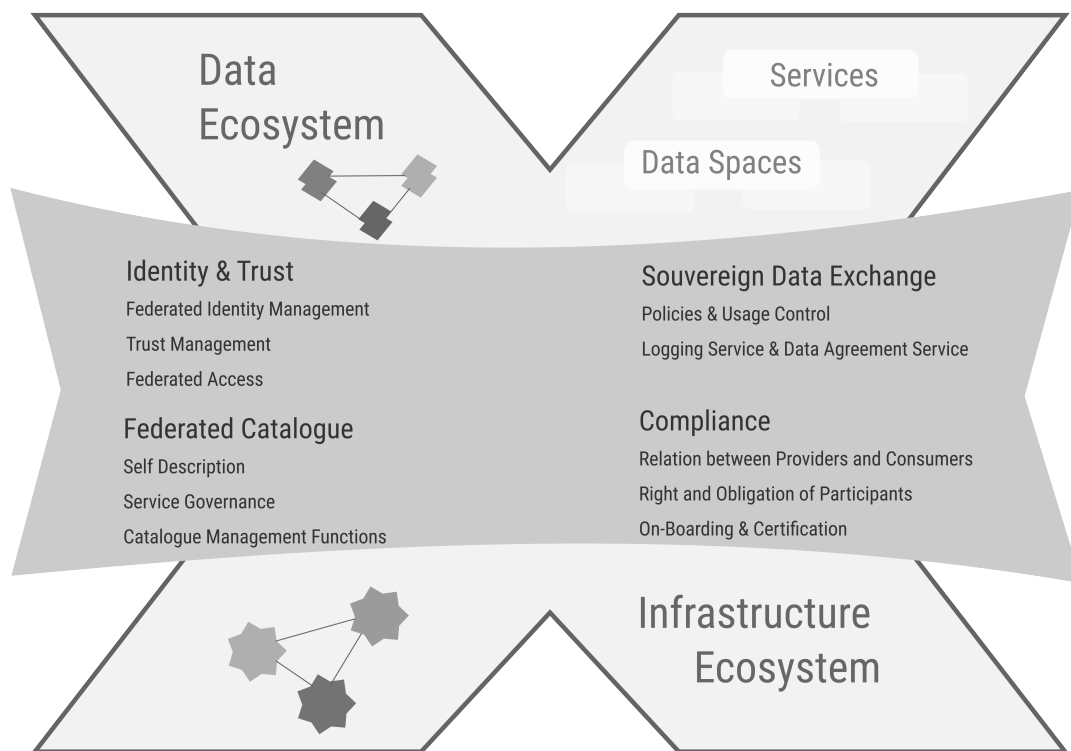 Data
Ecosystem
Services
Data Spaces
Identity & Trust
Federated Identity Management
Trust Management
Federated Access
Federated Catalogue
Self Description
Service Governance
Catalogue Management Functions
Souvereign Data Exchange
Policies & Usage Control
Logging Service & Data Agreement Service
Compliance
Relation between Providers and Consumers
Right and Obligation of Participants
On-Boarding & Certification
Infrastructure
Ecosystem